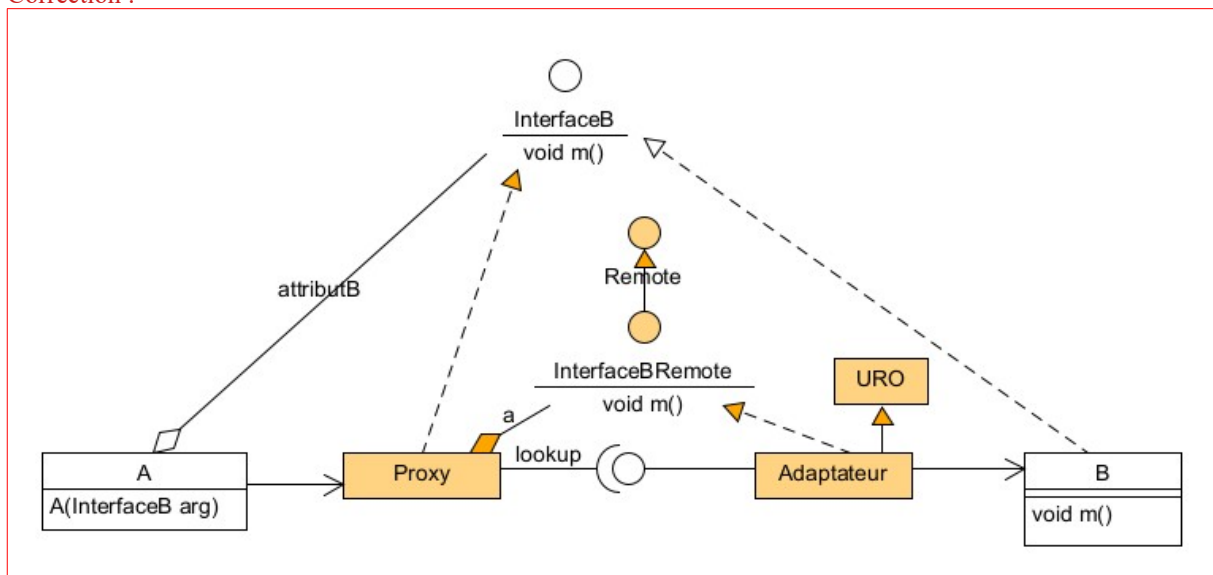 Correction :
InterfaceB
void m()
Remote
attributB
InterfaceBRemote
void m()
URO
a
lookup
A
A(InterfaceB arg)
Proxy
Adaptateur
B
void m()